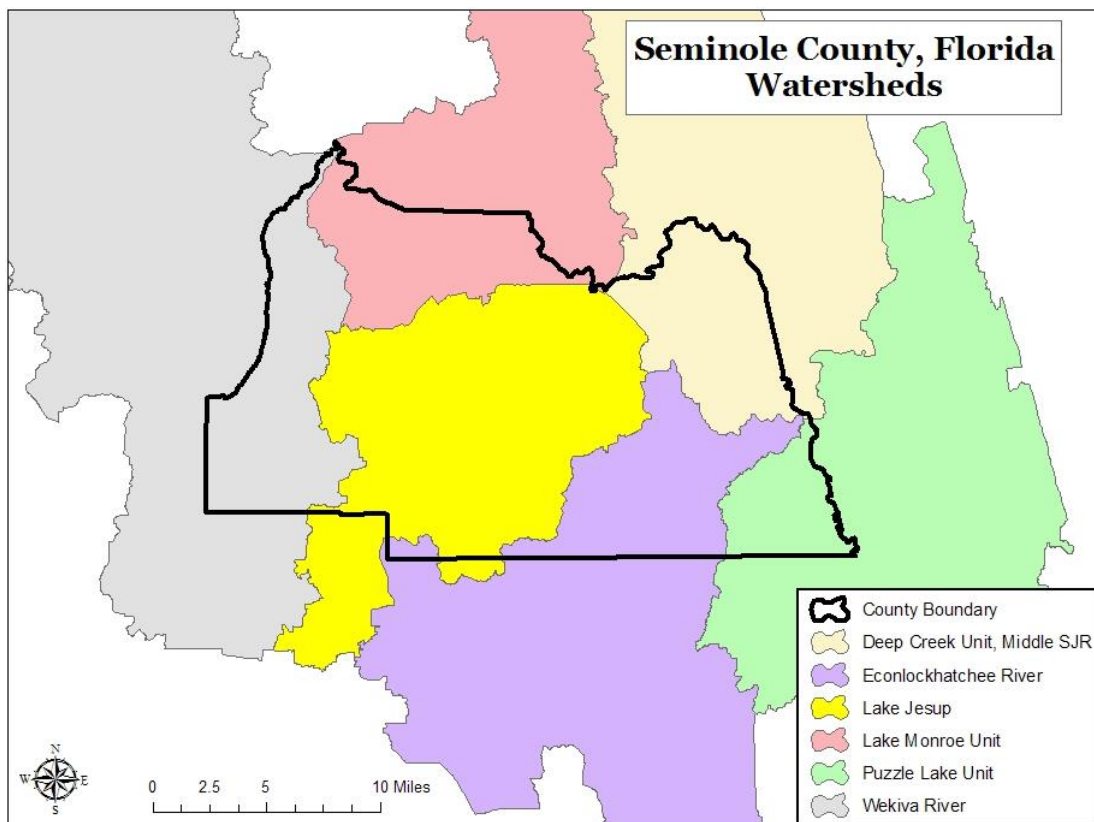 Seminole County, Florida
Watersheds
County Boundary
Deep Creek Unit, Middle SJR
Econlockhatchee River
Lake Jesup
Lake Monroe Unit
Puzzle Lake Unit
Wekiva River
N
W E
S
0 2.5 5 10 Miles